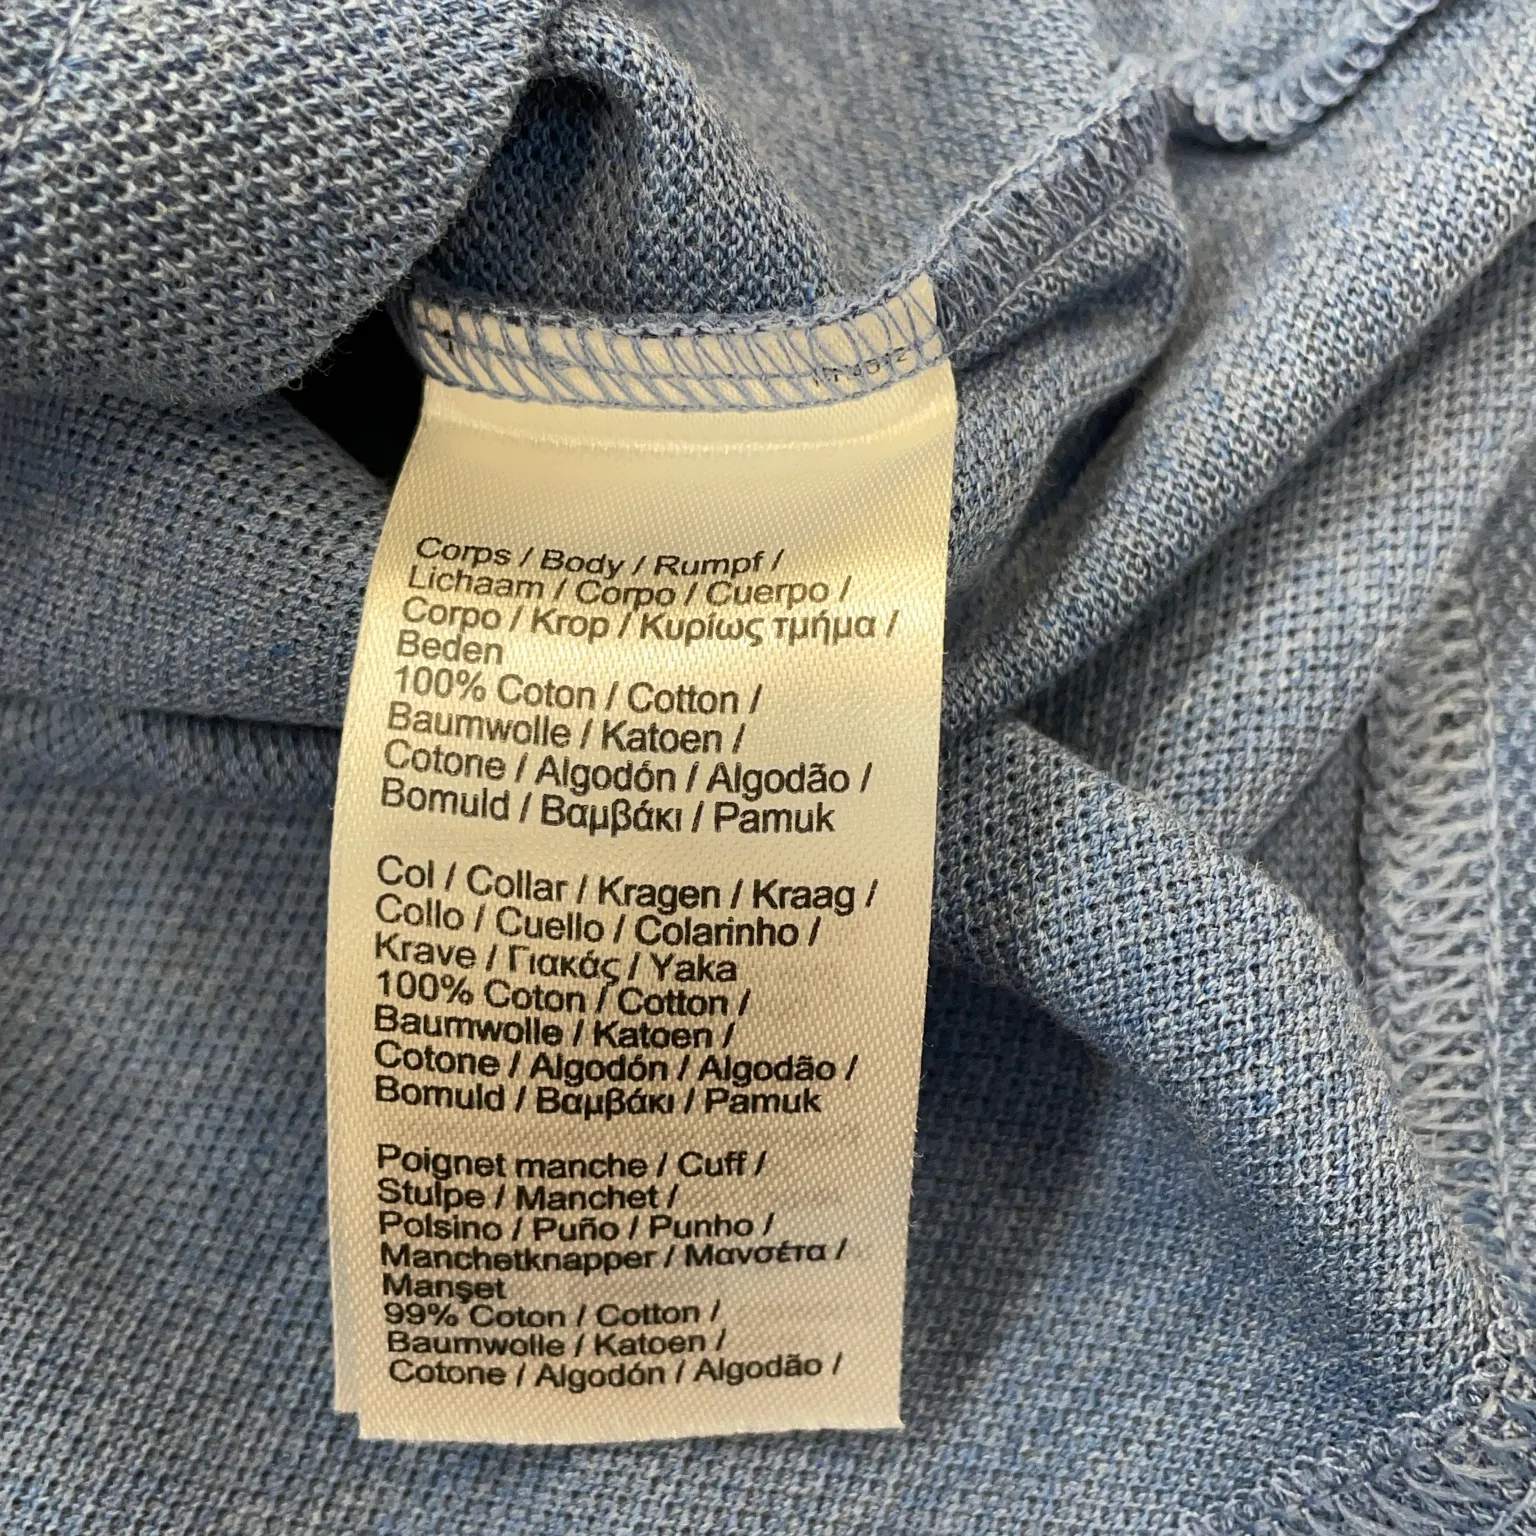 Corps / Body / Rumpf /
Lichaam / Corpo / Cuerpo /
Corpo / Krop / Κυρίως τμήμα /
Beden
100% Coton / Cotton /
Baumwolle / Katoen /
Cotone / Algodón / Algodão /
Bomuld / Βαμβάκι / Pamuk
Col / Collar / Kragen / Kraag /
Collo / Cuello / Colarinho /
Krave / Γιακάς / Yaka
100% Coton / Cotton /
Baumwolle / Katoen /
Cotone / Algodón / Algodão /
Bomuld / Βαμβάκι / Pamuk
Poignet manche / Cuff /
Stulpe / Manchet /
Polsino / Puño / Punho /
Manchetknapper / Μανσέτα /
Manşet
99% Coton / Cotton /
Baumwolle / Katoen /
Cotone / Algodón / Algodão /